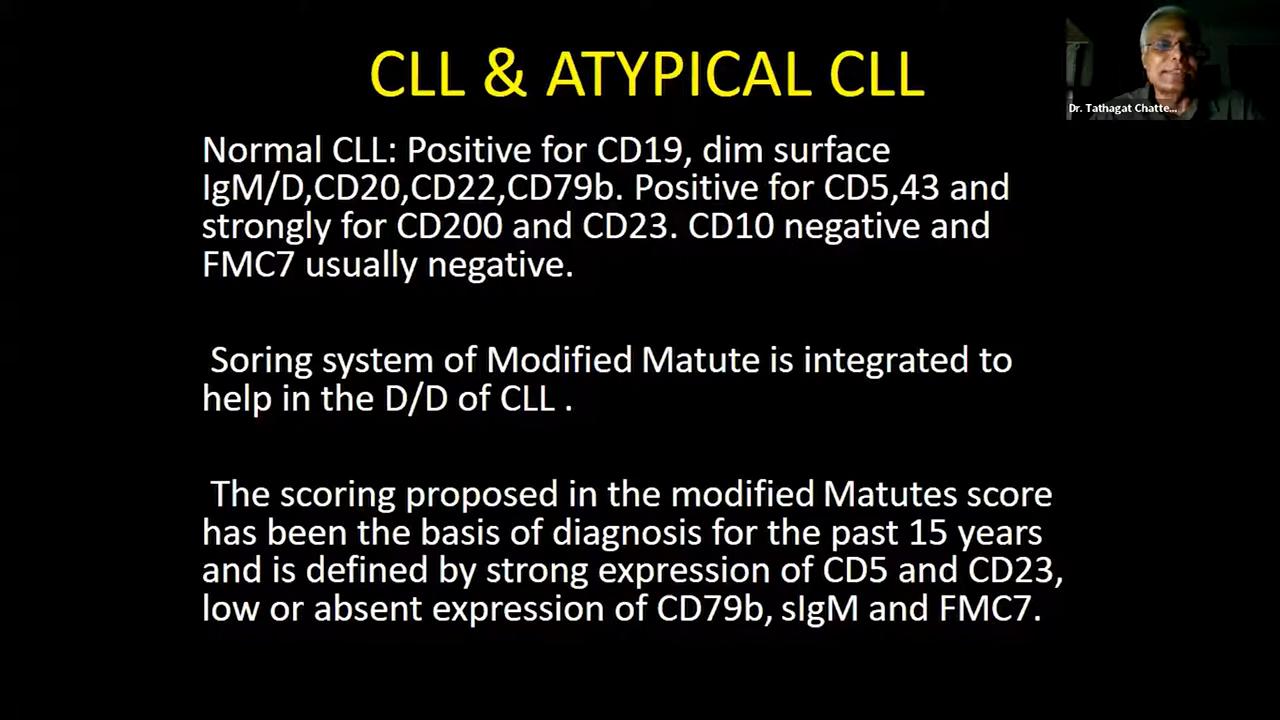 CLL & ATYPICAL CLL
Dr. Tathagat Chatte...
Normal CLL: Positive for CD19, dim surface
IgM/D,CD20,CD22,CD79b. Positive for CD5,43 and
strongly for CD200 and CD23. CD10 negative and
FMC7 usually negative.
Soring system of Modified Matute is integrated to
help in the D/D of CLL .
The scoring proposed in the modified Matutes score
has been the basis of diagnosis for the past 15 years
and is defined by strong expression of CD5 and CD23,
low or absent expression of CD79b, sIgM and FMC7.